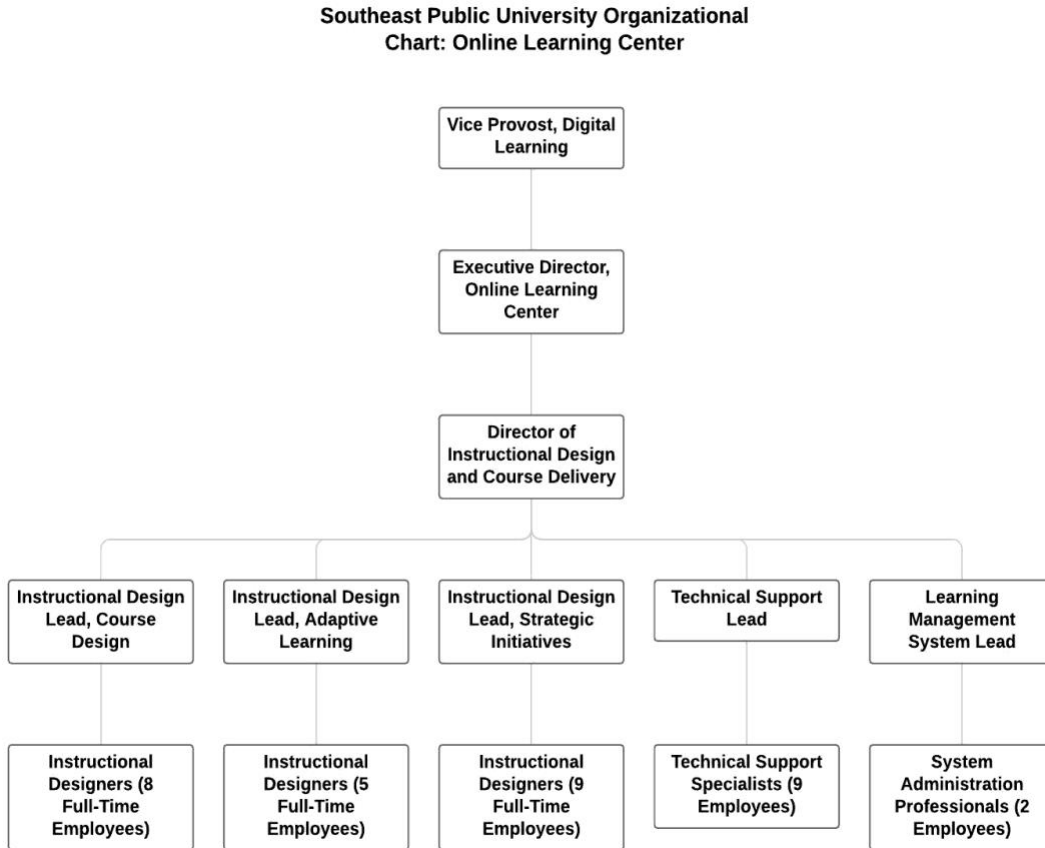 Southeast Public University Organizational
Chart: Online Learning Center
Vice Provost, Digital
Learning
Executive Director,
Online Learning
Center
Director of
Instructional Design
and Course Delivery
Instructional Design
Lead, Course
Design
Instructional Design
Lead, Adaptive
Learning
Instructional Design
Lead, Strategic
Initiatives
Technical Support
Lead
Learning
Management
System Lead
Instructional
Designers (8
Full-Time
Employees)
Instructional
Designers (5
Full-Time
Employees)
Instructional
Designers (9
Full-Time
Employees)
Technical Support
Specialists (9
Employees)
System
Administration
Professionals (2
Employees)